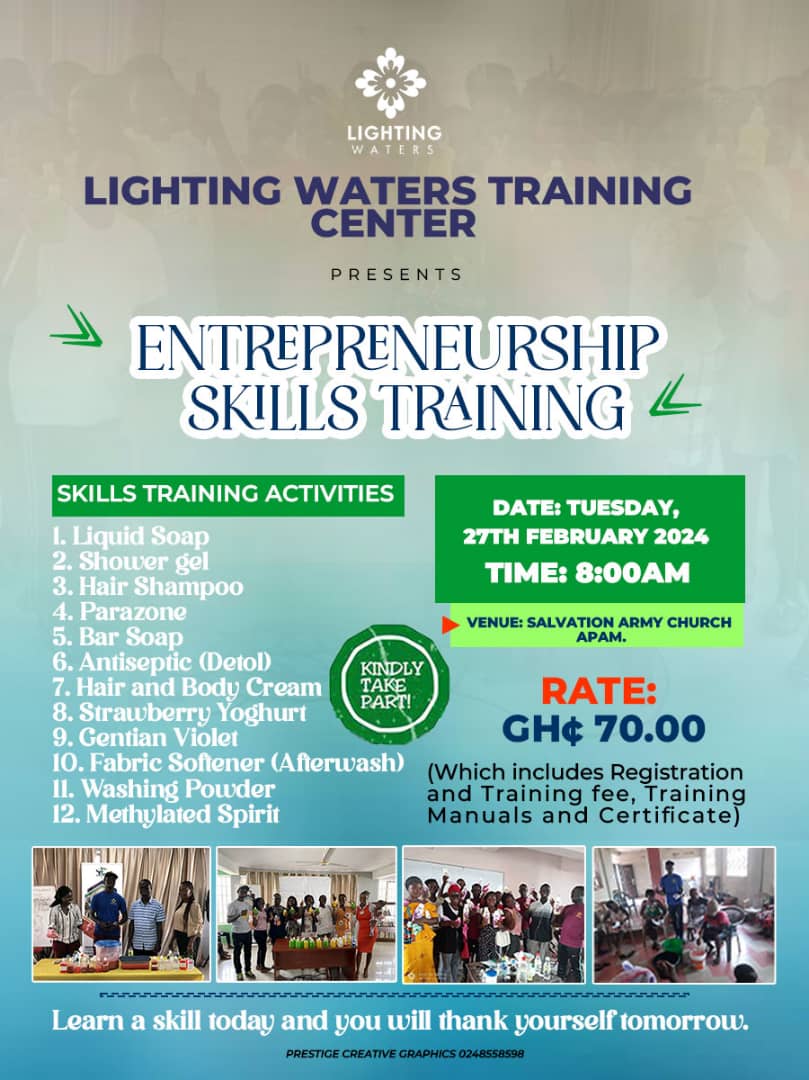 LIGHTING
WATERS
LIGHTING WATERS TRAINING
CENTER
PRESENTS
ENTREPRENEURSHIP
SKILLS TRAINING
SKILLS TRAINING ACTIVITIES
1. Liquid Soap
2. Shower gel
3. Hair Shampoo
4. Parazone
5. Bar Soap
6. Antiseptic (Detol)
7. Hair and Body Cream
8. Strawberry Yoghurt
9. Gentian Violet
10. Fabric Softener (Afterwash)
11. Washing Powder
12. Methylated Spirit
KINDLY
TAKE
PART!
DATE: TUESDAY,
27TH FEBRUARY 2024
TIME: 8:00AM
VENUE: SALVATION ARMY CHURCH
APAM.
RATE:
GH¢ 70.00
(Which includes Registration
and Training fee, Training
Manuals and Certificate)
Learn a skill today and you will thank yourself tomorrow.
PRESTIGE CREATIVE GRAPHICS 0248558598